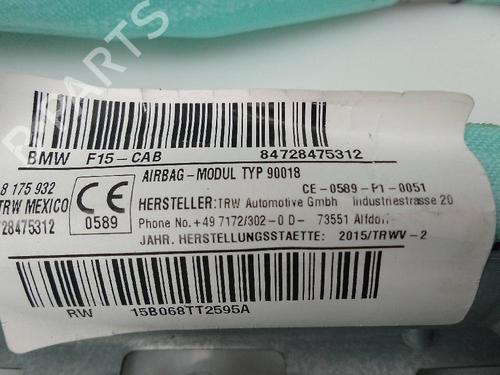 BMW F15-CAB 84728475312
8 175 932
AIRBAG-MODUL TYP 90018
CE-0589-P1-0051
TRW MEXICO
HERSTELLER: TRW Automotive GmbH Industriestrasse 20
728475312
0589
Phone No.+49 7172/302-0 D- 73551 Alfdorf
JAHR. HERSTELLUNGSSTAETTE: 2015/TRWV-2
RW 15B068TT2595A
B PARTS